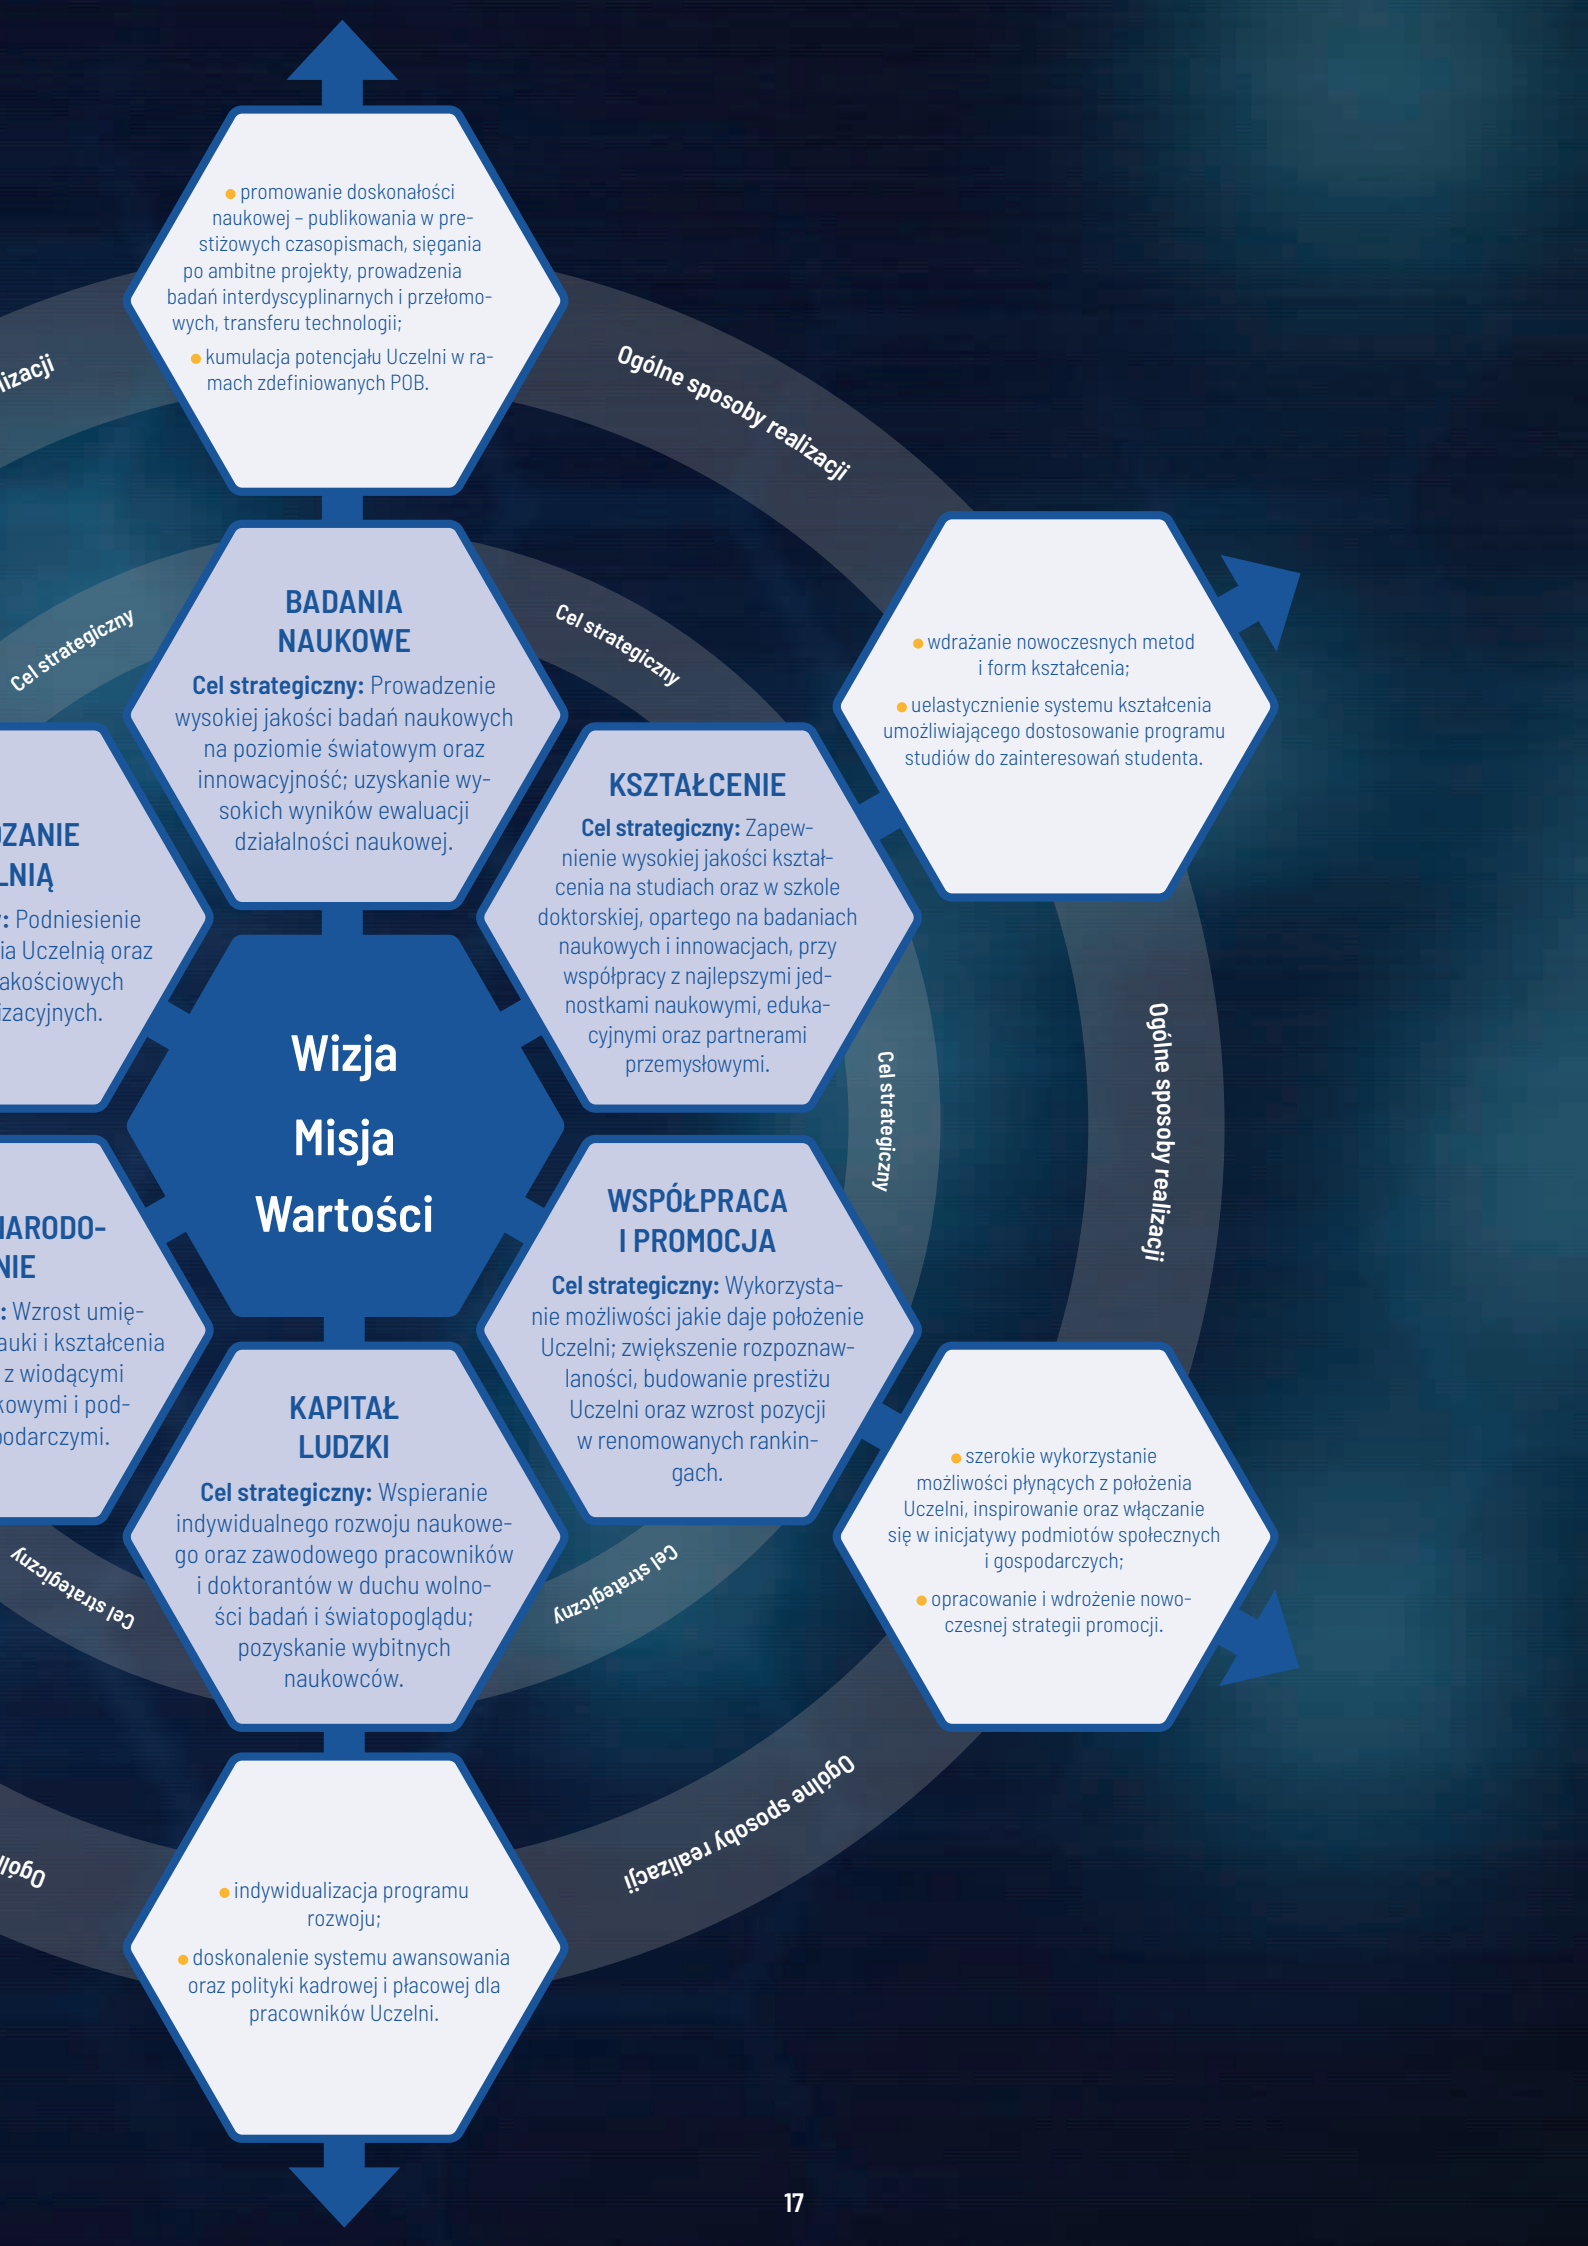 promowanie doskonałości
naukowej – publikowania w pre-
stiżowych czasopismach, sięgania
po ambitne projekty, prowadzenia
badań interdyscyplinarnych i przełomo-
wych, transferu technologii;
kumulacja potencjału Uczelni w ra-
mach zdefiniowanych POB.
Ogólne sposoby realizacji
BADANIA
NAUKOWE
Cel strategiczny: Prowadzenie
wysokiej jakości badań naukowych
na poziomie światowym oraz
innowacyjność; uzyskanie wy-
sokich wyników ewaluacji
działalności naukowej.
Cel strategiczny
Cel strategiczny
wdrażanie nowoczesnych metod
i form kształcenia;
uelastycznienie systemu kształcenia
umożliwiającego dostosowanie programu
studiów do zainteresowań studenta.
KSZTAŁCENIE
Cel strategiczny: Zapew-
nienie wysokiej jakości kształ-
cenia na studiach oraz w szkole
doktorskiej, opartego na badaniach
naukowych i innowacjach, przy
współpracy z najlepszymi jed-
nostkami naukowymi, eduka-
cyjnymi oraz partnerami
przemysłowymi.
Podniesienie
Uczelnią oraz
Wizja
Misja
Wartości
Cel strategiczny
Ogólne sposoby realizacji
WSPÓŁPRACA
I PROMOCJA
Cel strategiczny: Wykorzysta-
nie możliwości jakie daje położenie
Uczelni; zwiększenie rozpoznaw-
laności, budowanie prestiżu
Uczelni oraz wzrost pozycji
w renomowanych rankin-
gach.
: Wzrost umię-
i kształcenia
z wiodącymi
i pod-
KAPITAŁ
LUDZKI
Cel strategiczny: Wspieranie
indywidualnego rozwoju naukowe-
go oraz zawodowego pracowników
i doktorantów w duchu wolno-
ści badań i światopoglądu;
pozyskanie wybitnych
naukowców.
Cel strategiczny
Cel strategiczny
szerokie wykorzystanie
możliwości płynących z położenia
Uczelni, inspirowanie oraz włączanie
się w inicjatywy podmiotów społecznych
i gospodarczych;
opracowanie i wdrożenie nowo-
czesnej strategii promocji.
Ogólne sposoby realizacji
indywidualizacja programu
rozwoju;
doskonalenie systemu awansowania
oraz polityki kadrowej i płacowej dla
pracowników Uczelni.
17